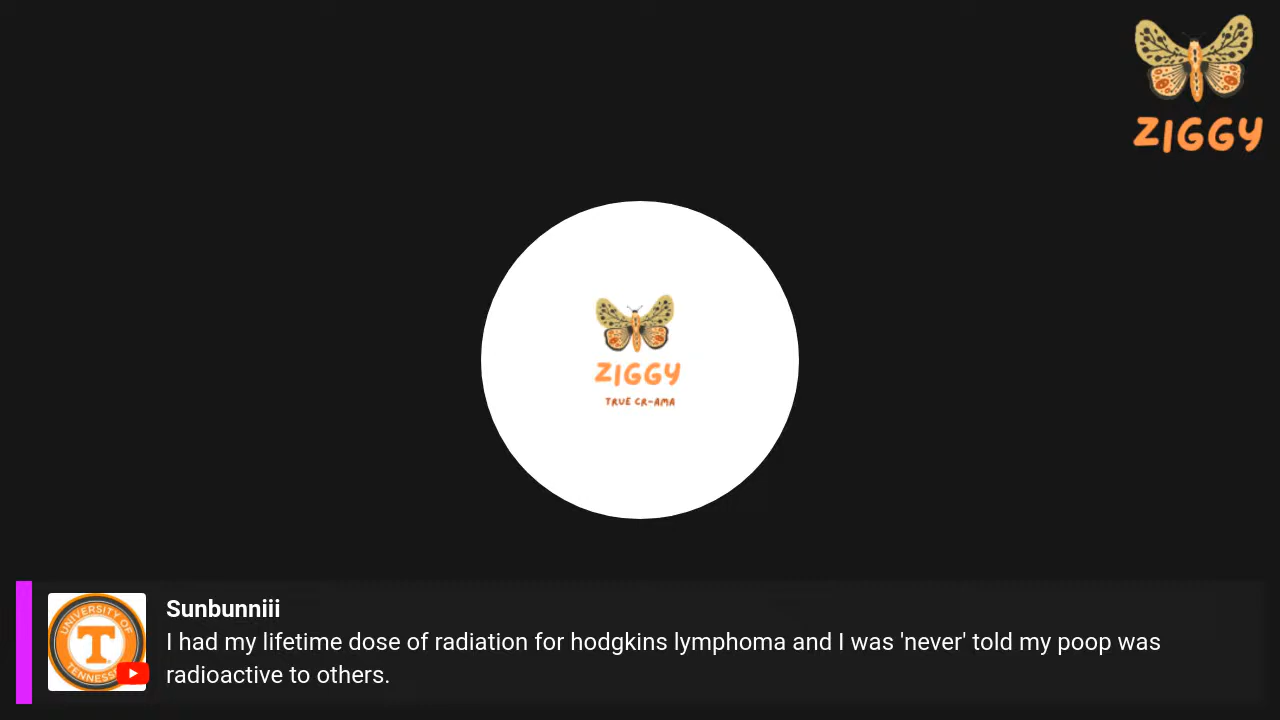 ZIGGY
ZIGGY
TRUE CR-AMA
UNIVERSITY OF
T
TENNESS
Sunbunniii
I had my lifetime dose of radiation for hodgkins lymphoma and I was 'never' told my poop was
radioactive to others.